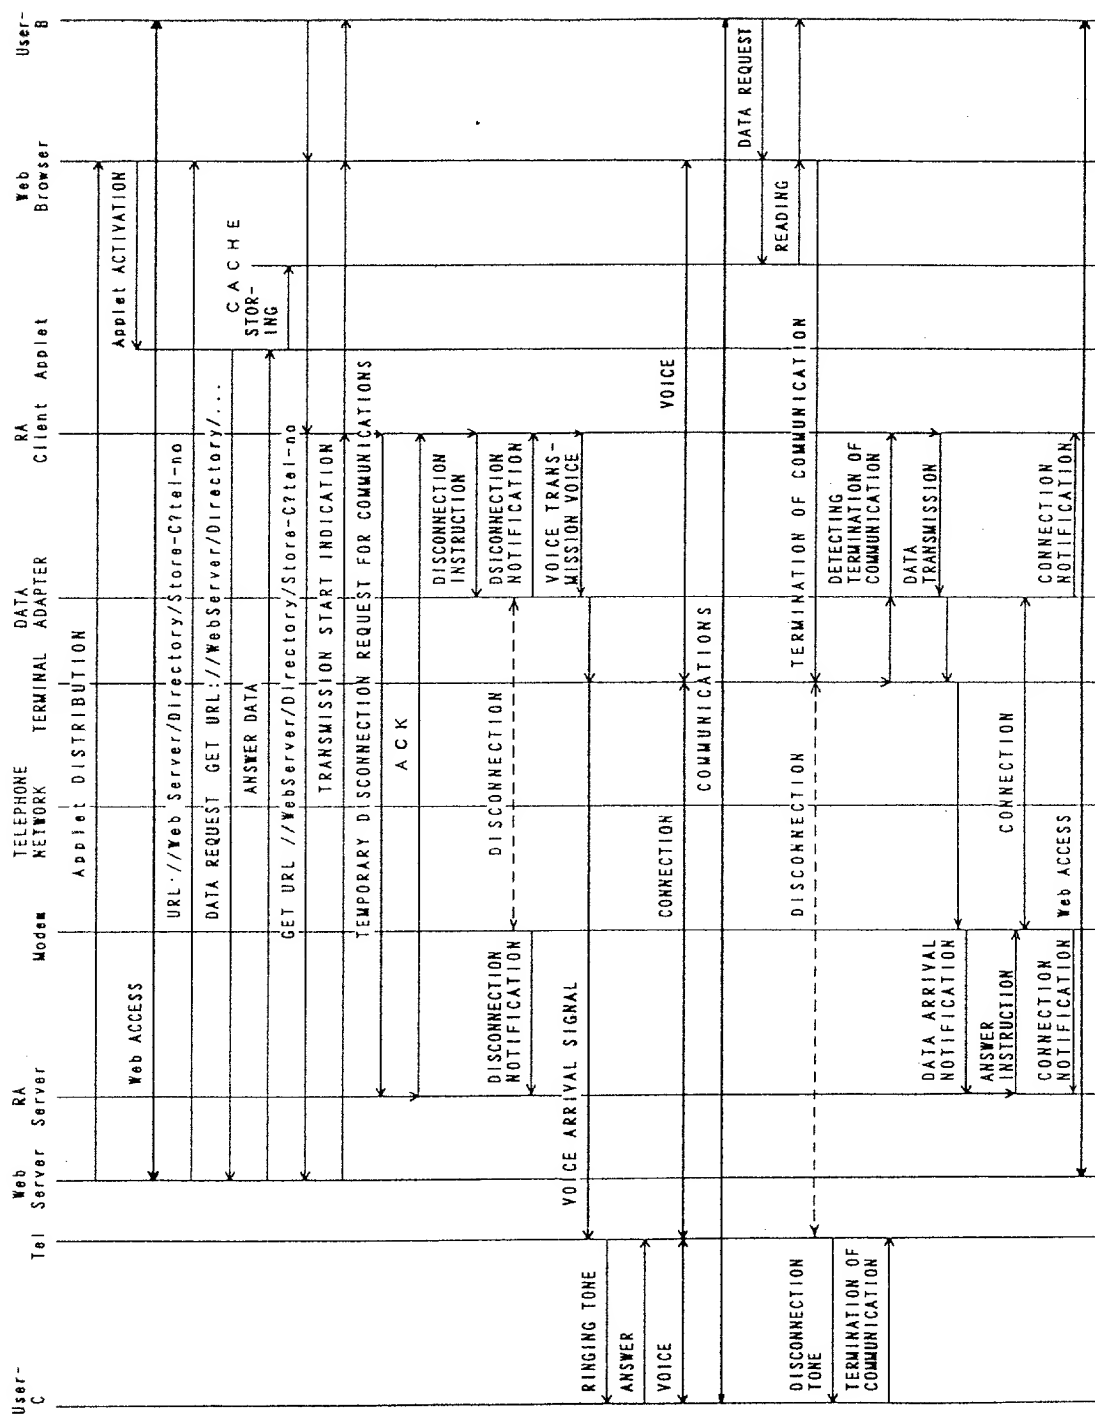 User-
C
Tel
Web
Server
RA
Server
Modem
TELEPHONE
NETWORK
TERMINAL
DATA
ADAPTER
RA
Client
Applet
Web
Browser
User-
B
Applet DISTRIBUTION
Applet ACTIVATION
Web ACCESS
URL·//Web Server/Directory/Store-C?tel-no
DATA REQUEST GET URL://WebServer/Directory/...
CACHE
ANSWER DATA
STOR-
ING
GET URL //WebServer/Directory/Store-C?tel-no
TRANSMISSION START INDICATION
TEMPORARY DISCONNECTION REQUEST FOR COMMUNICATIONS
ACK
DISCONNECTION
INSTRUCTION
DISCONNECTION
NOTIFICATION
DISCONNECTION
DSICONNECTION
NOTIFICATION
VOICE TRANS-
MISSION VOICE
VOICE ARRIVAL SIGNAL
RINGING TONE
ANSWER
VOICE
CONNECTION
VOICE
COMMUNICATIONS
DATA REQUEST
READING
DISCONNECTION
TONE
DISCONNECTION
TERMINATION OF COMMUNICATION
TERMINATION OF
COMMUNICATION
DETECTING
TERMINATION OF
COMMUNICATION
DATA
TRANSMISSION
DATA ARRIVAL
NOTIFICATION
ANSWER
INSTRUCTION
CONNECTION
CONNECTION
NOTIFICATION
CONNECTION
NOTIFICATION
Web ACCESS